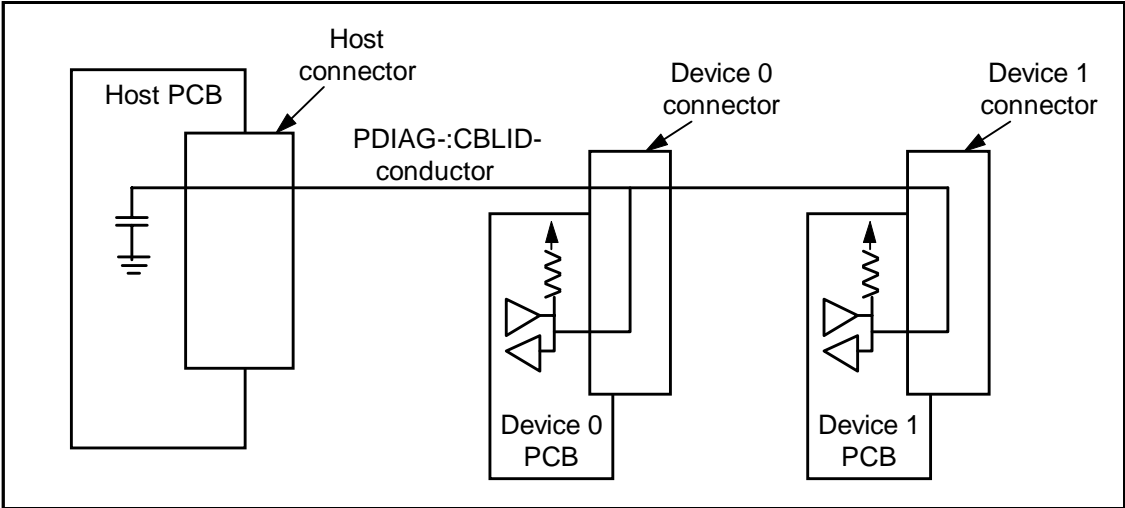 Host
connector
Host PCB
Device 0
connector
Device 1
connector
PDIAG-:CBLID-
conductor
Device 0
PCB
Device 1
PCB